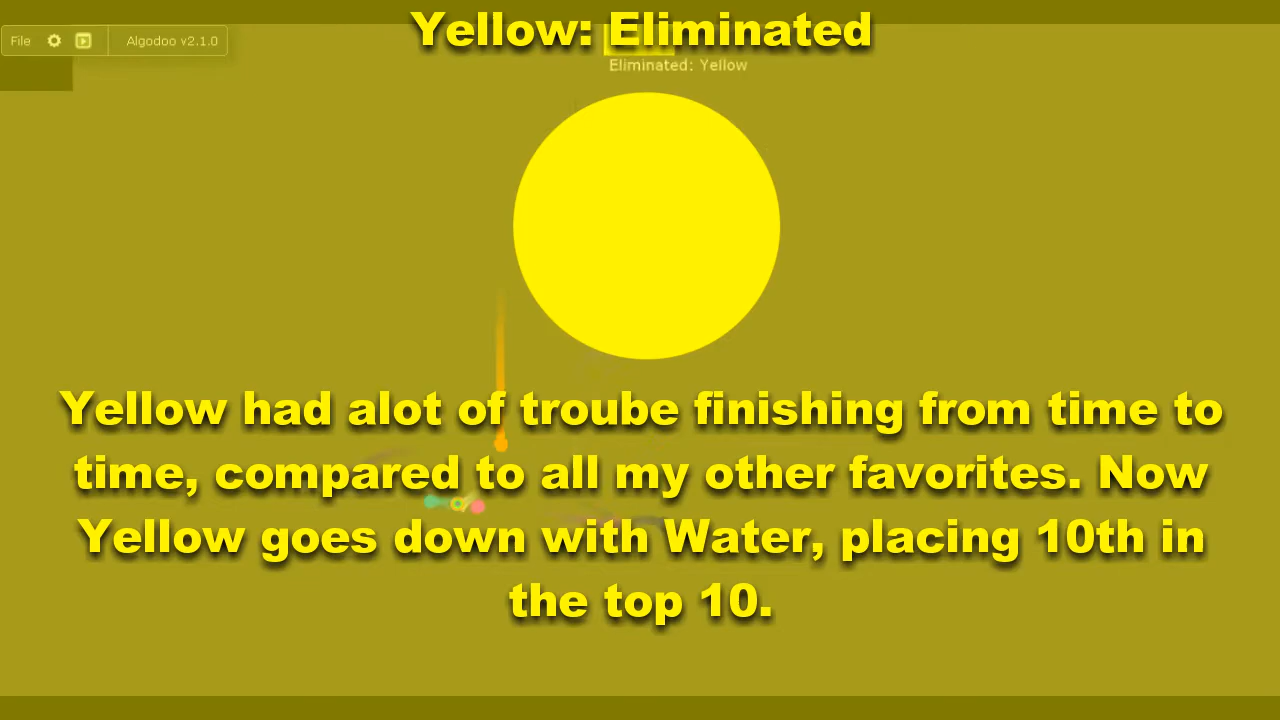 Yellow: Eliminated
File Algodoo v2.1.0
Eliminated: Yellow
Yellow had alot of troube finishing from time to
time, compared to all my other favorites. Now
Yellow goes down with Water, placing 10th in
the top 10.